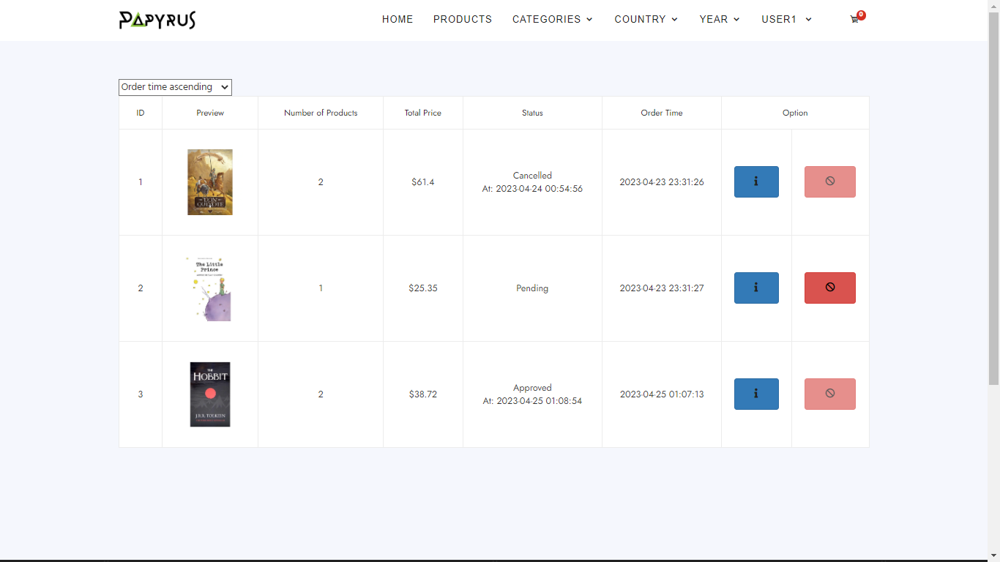 PAPYRUS
HOME PRODUCTS CATEGORIES COUNTRY YEAR USER1 0
Order time ascending
ID Preview Number of Products Total Price Status Order Time Option
1 2 $61.4 Cancelled 2023-04-23 23:31:26
At: 2023-04-24 00:54:56
DON
QUIXOTE
2 1 $25.35 Pending 2023-04-23 23:31:27
The Little
Prince
3 2 $38.72 Approved 2023-04-25 01:07:13
At: 2023-04-25 01:08:54
THE
HOBBIT
J.R.R. TOLKIEN